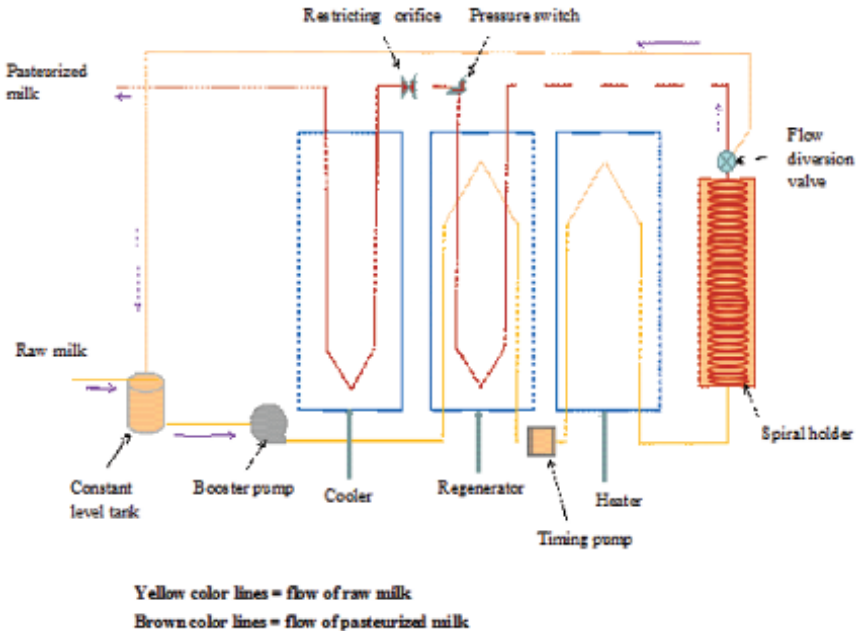 Restricting orifice
Pressure switch
Pasteurized
milk
Flow
diversion
valve
Raw milk
Spiral holder
Constant
level tank
Booster pump
Cooler
Regenerator
Heater
Timing pump
Yellow color lines = flow of raw milk
Brown color lines = flow of pasteurized milk